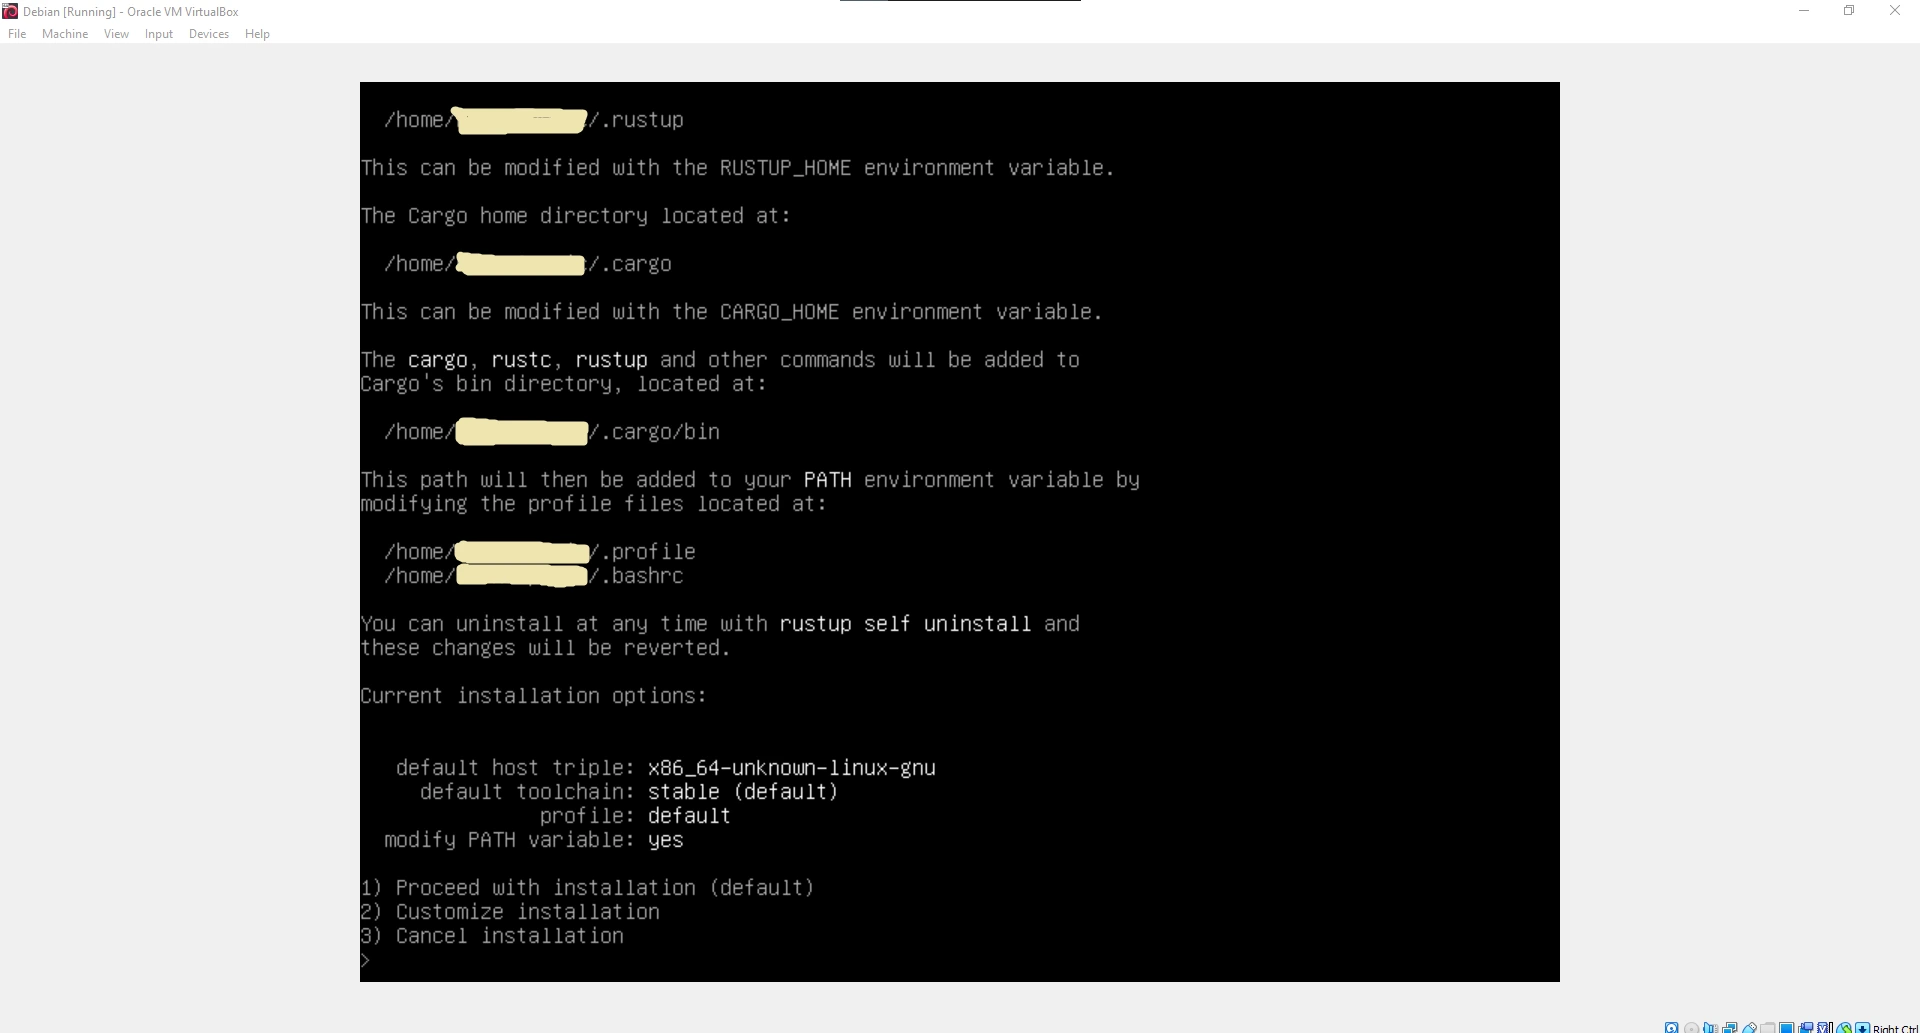 Debian [Running] - Oracle VM VirtualBox
File Machine View Input Devices Help
/home/ /.rustup
This can be modified with the RUSTUP_HOME environment variable.
The Cargo home directory located at:
/home/ /.cargo
This can be modified with the CARGO_HOME environment variable.
The cargo, rustc, rustup and other commands will be added to
Cargo's bin directory, located at:
/home/ /.cargo/bin
This path will then be added to your PATH environment variable by
modifying the profile files located at:
/home/ /.profile
/home/ /.bashrc
You can uninstall at any time with rustup self uninstall and
these changes will be reverted.
Current installation options:
default host triple: x86_64-unknown-linux-gnu
default toolchain: stable (default)
profile: default
modify PATH variable: yes
1) Proceed with installation (default)
2) Customize installation
3) Cancel installation
>
Right Ctrl